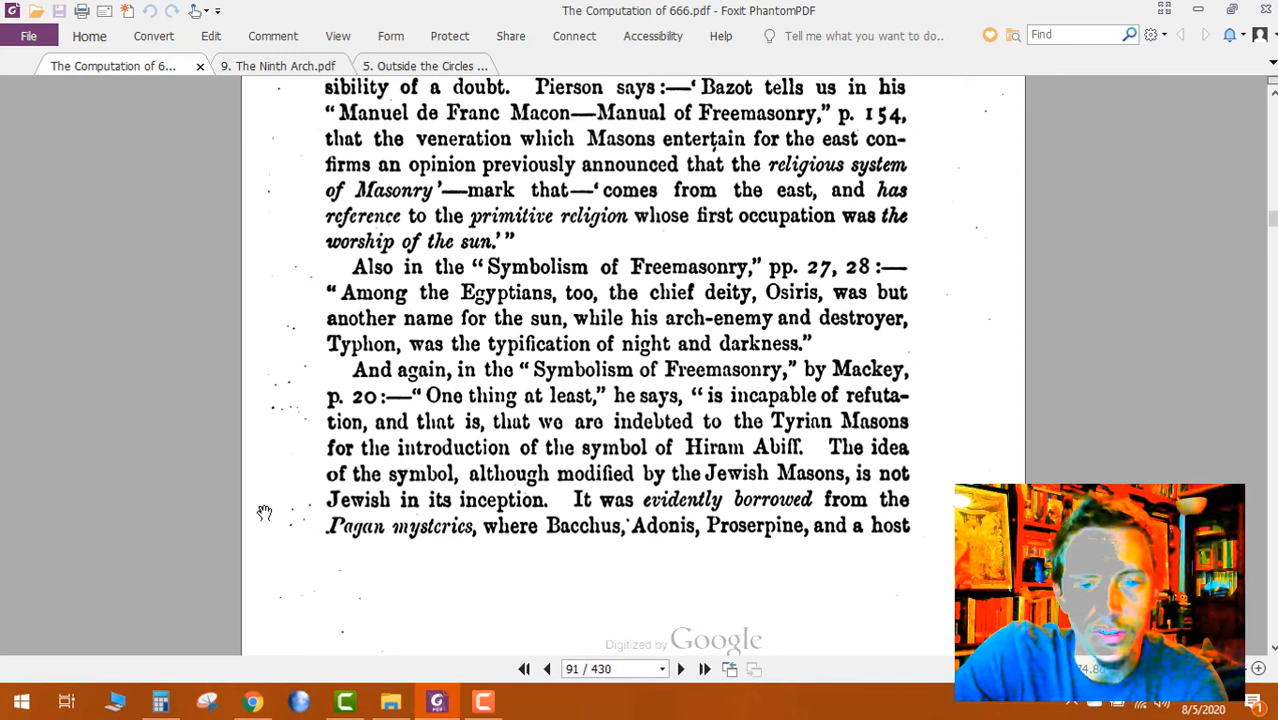 The Computation of 666.pdf - Foxit PhantomPDF
File Home Convert Edit Comment View Form Protect Share Connect Accessibility Help Tell me what you want to do.. Find
The Computation of 6... 9. The Ninth Arch.pdf 5. Outside the Circles ...
sibility of a doubt. Pierson says:—‘Bazot tells us in his
“Manuel de Franc Macon—Manual of Freemasonry,” p. 154,
that the veneration which Masons entertain for the east con-
firms an opinion previously announced that the religious system
of Masonry’—mark that—‘comes from the east, and has
reference to the primitive religion whose first occupation was the
worship of the sun.’”
Also in the “Symbolism of Freemasonry,” pp. 27, 28:—
“Among the Egyptians, too, the chief deity, Osiris, was but
another name for the sun, while his arch-enemy and destroyer,
Typhon, was the typification of night and darkness.”
And again, in the “Symbolism of Freemasonry,” by Mackey,
p. 20:—“One thing at least,” he says, “is incapable of refuta-
tion, and that is, that we are indebted to the Tyrian Masons
for the introduction of the symbol of Hiram Abiff. The idea
of the symbol, although modified by the Jewish Masons, is not
Jewish in its inception. It was evidently borrowed from the
Pagan mysteries, where Bacchus, Adonis, Proserpine, and a host
Digitized by Google
91 / 430
8/5/2020